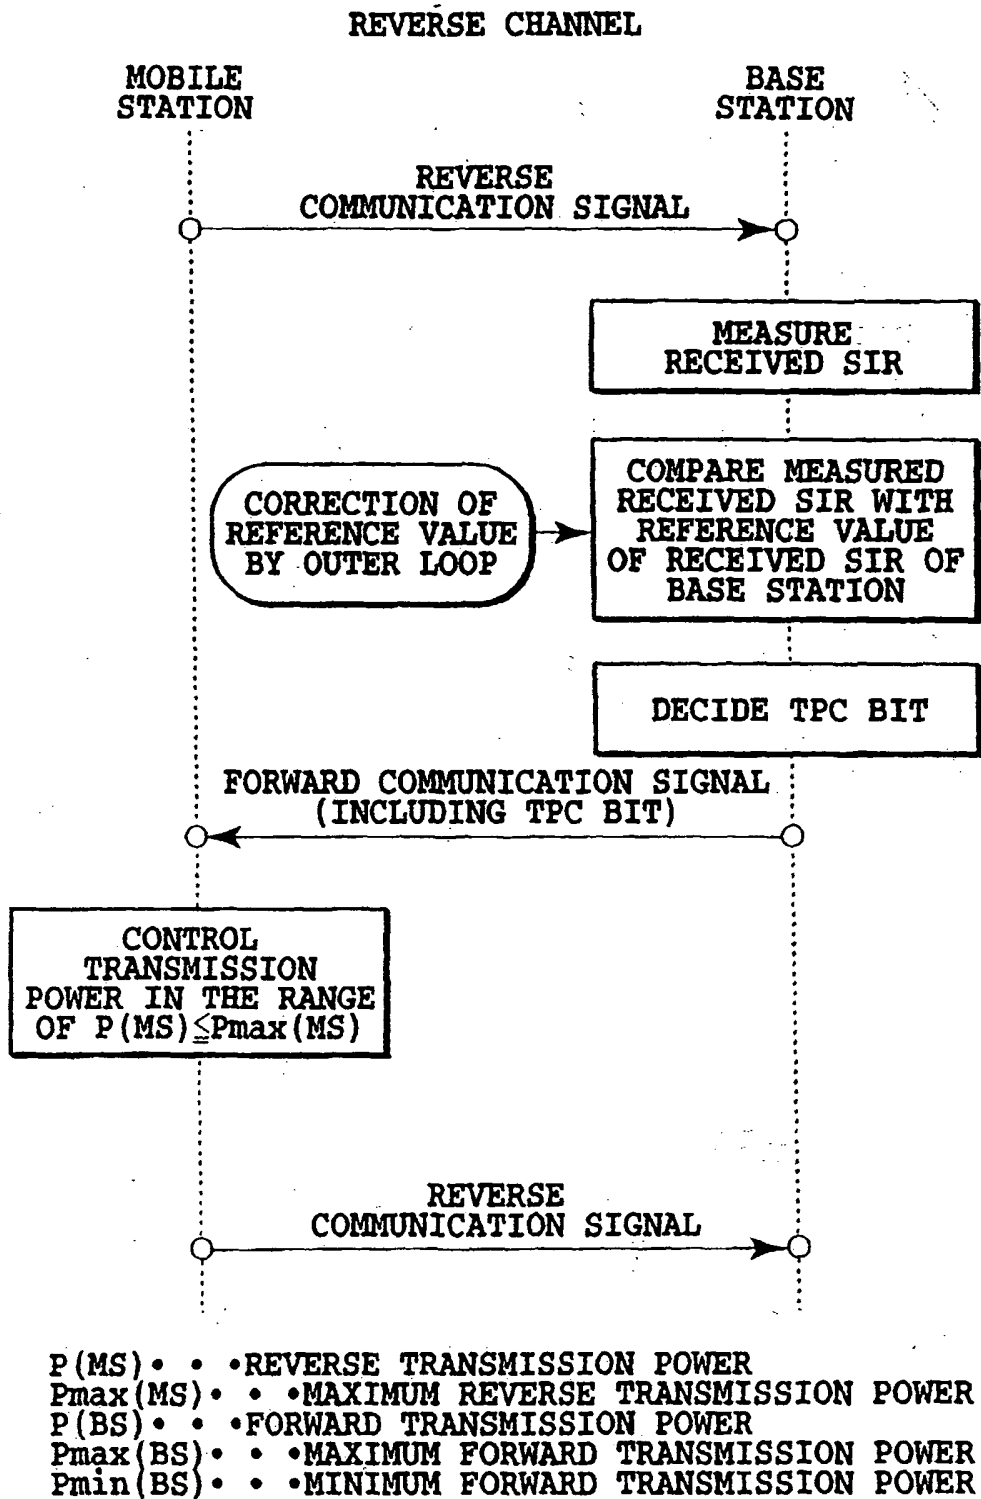 REVERSE CHANNEL
MOBILE
STATION
BASE
STATION
REVERSE
COMMUNICATION SIGNAL
MEASURE
RECEIVED SIR
CORRECTION OF
REFERENCE VALUE
BY OUTER LOOP
COMPARE MEASURED
RECEIVED SIR WITH
REFERENCE VALUE
OF RECEIVED SIR OF
BASE STATION
DECIDE TPC BIT
FORWARD COMMUNICATION SIGNAL
(INCLUDING TPC BIT)
CONTROL
TRANSMISSION
POWER IN THE RANGE
OF P(MS)≦Pmax(MS)
REVERSE
COMMUNICATION SIGNAL
P(MS)• • •REVERSE TRANSMISSION POWER
Pmax(MS)• • •MAXIMUM REVERSE TRANSMISSION POWER
P(BS)• • •FORWARD TRANSMISSION POWER
Pmax(BS)• • •MAXIMUM FORWARD TRANSMISSION POWER
Pmin(BS)• • •MINIMUM FORWARD TRANSMISSION POWER